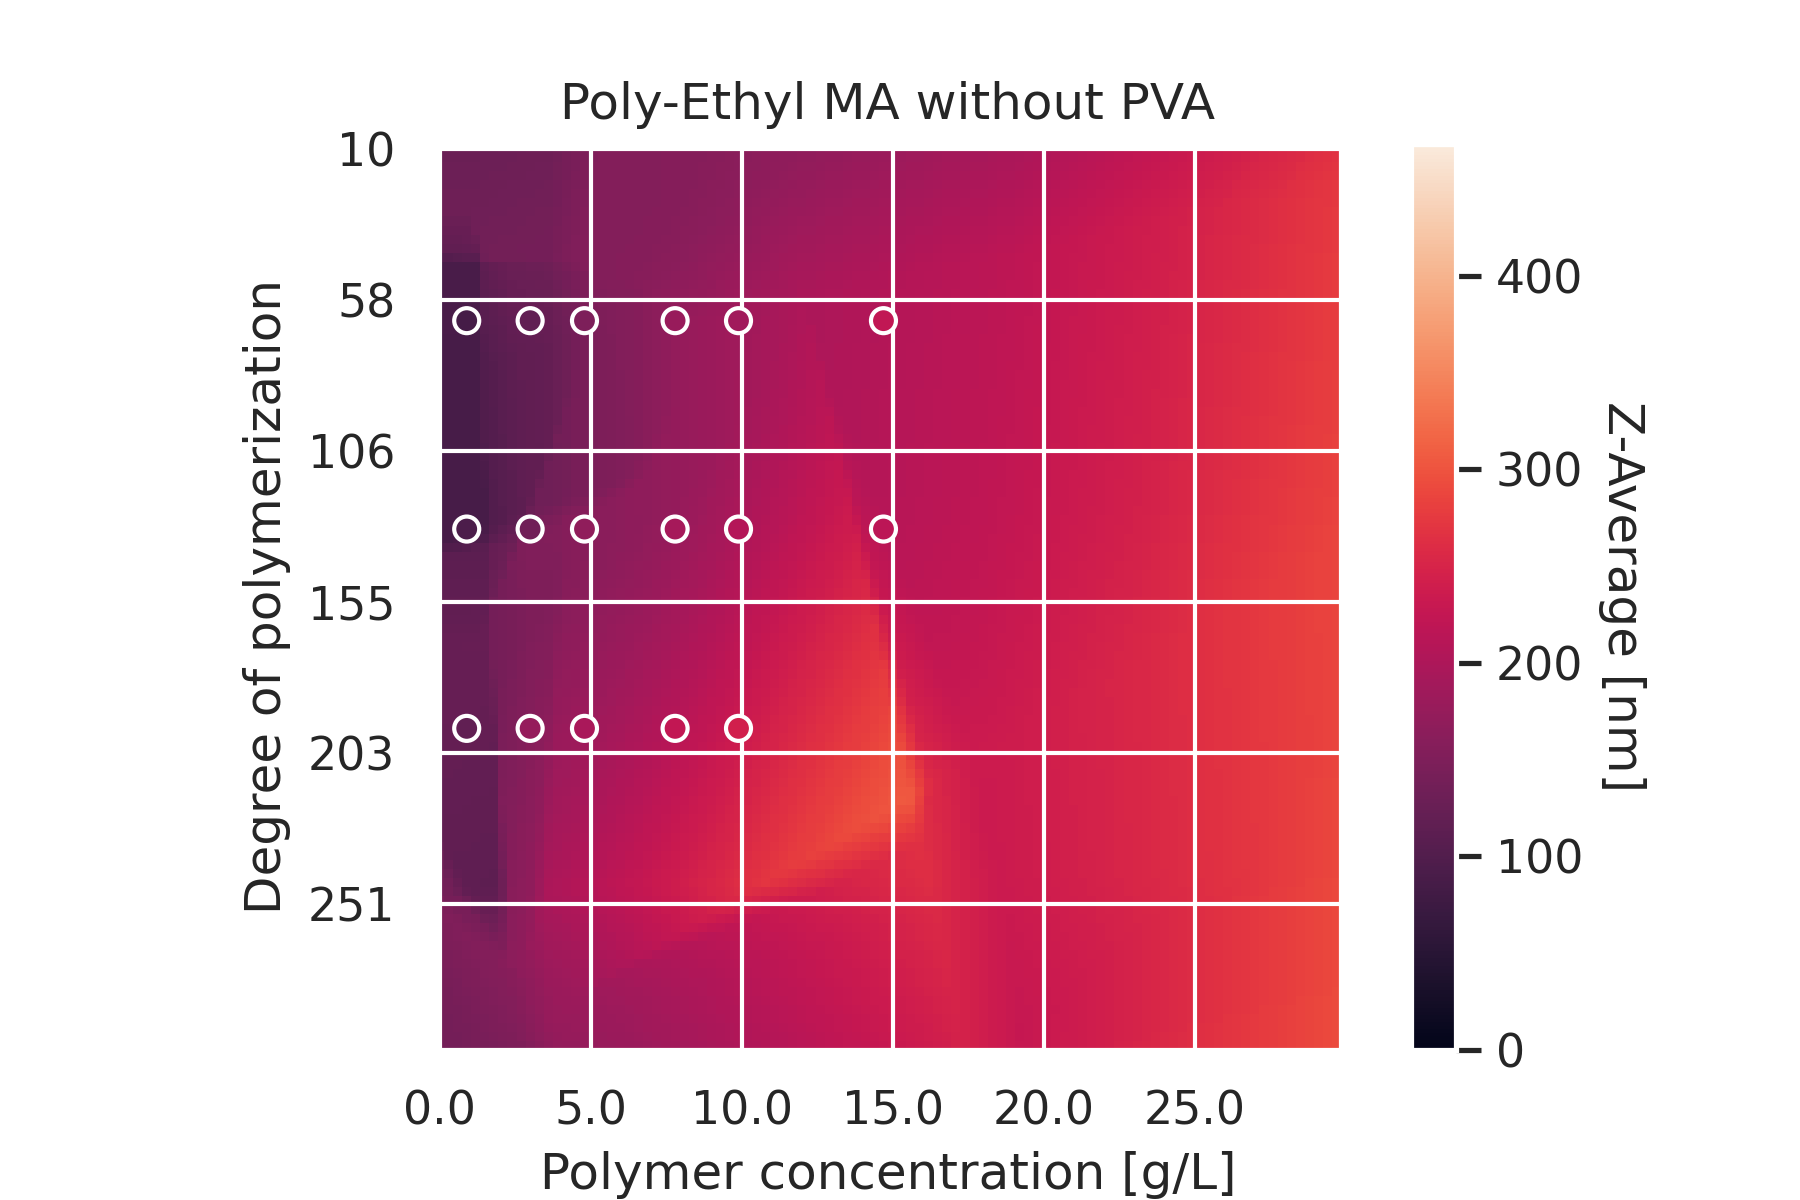 Poly-Ethyl MA without PVA
10
58
106
155
203
251
Degree of polymerization
0.0 5.0 10.0 15.0 20.0 25.0
Polymer concentration [g/L]
400
300
200
100
0
Z-Average [nm]